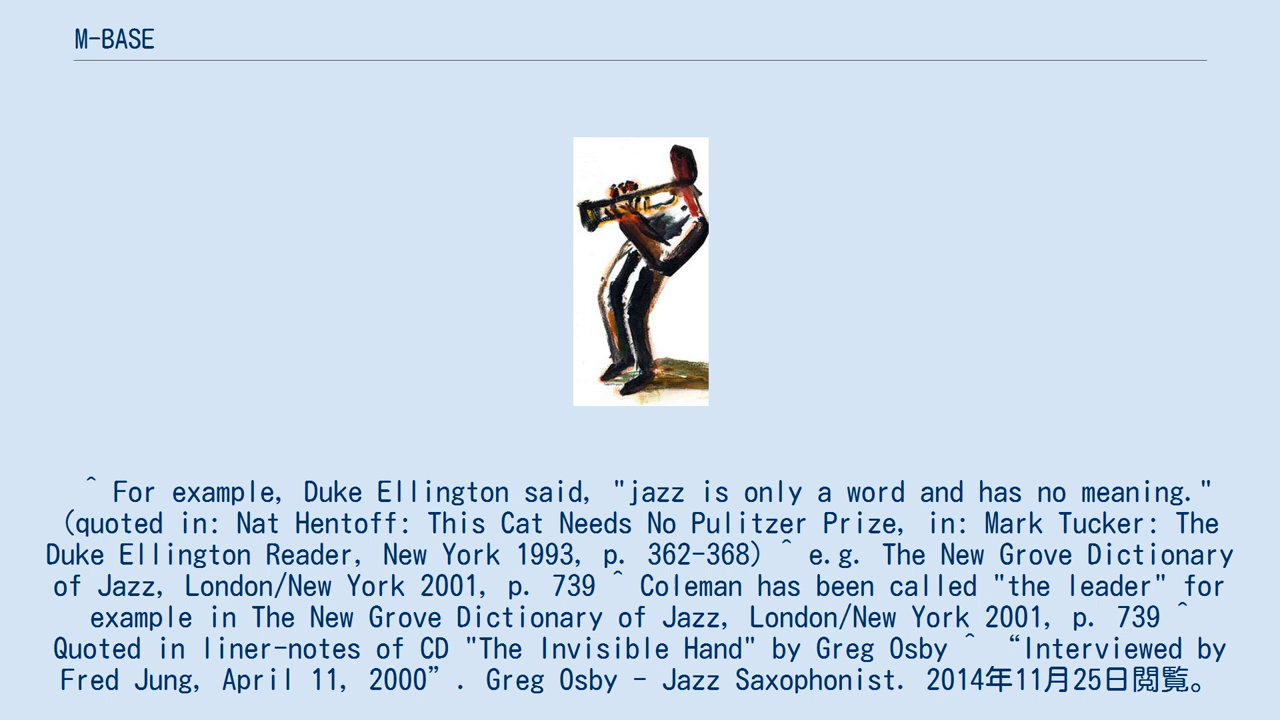 M-BASE
^ For example, Duke Ellington said, "jazz is only a word and has no meaning."
(quoted in: Nat Hentoff: This Cat Needs No Pulitzer Prize, in: Mark Tucker: The
Duke Ellington Reader, New York 1993, p. 362-368) ^ e.g. The New Grove Dictionary
of Jazz, London/New York 2001, p. 739 ^ Coleman has been called "the leader" for
example in The New Grove Dictionary of Jazz, London/New York 2001, p. 739 ^
Quoted in liner-notes of CD "The Invisible Hand" by Greg Osby ^ “Interviewed by
Fred Jung, April 11, 2000”. Greg Osby - Jazz Saxophonist. 2014年11月25日閲覧。